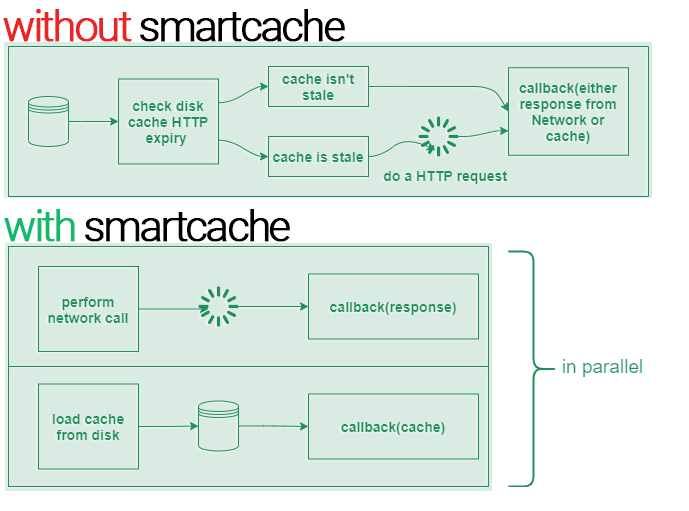 without smartcache
check disk
cache HTTP
expiry
cache isn't
stale
cache is stale
do a HTTP request
callback(either
response from
Network or
cache)
with smartcache
perform
network call
callback(response)
load cache
from disk
callback(cache)
in parallel